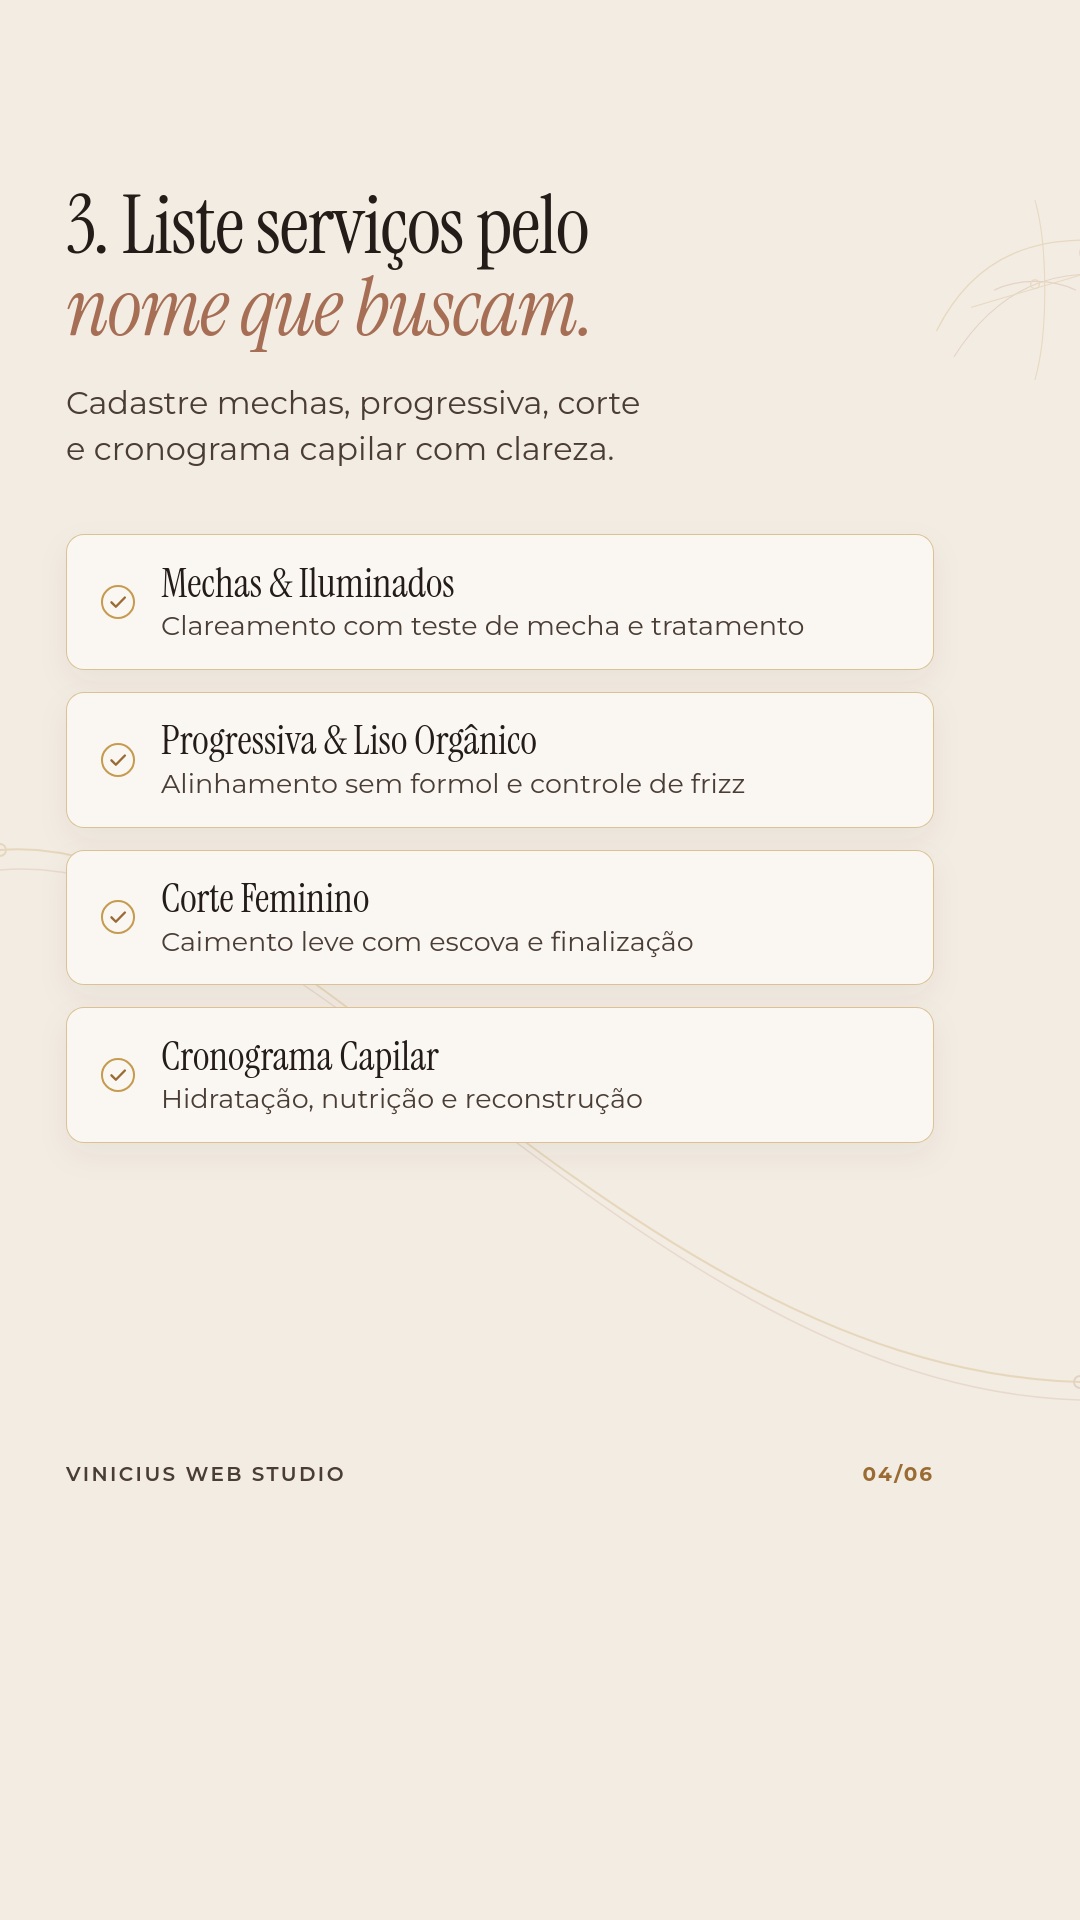 3. Liste serviços pelo
nome que buscam.
Cadastre mechas, progressiva, corte
e cronograma capilar com clareza.
Mechas & Iluminados
Clareamento com teste de mecha e tratamento
Progressiva & Liso Orgânico
Alinhamento sem formol e controle de frizz
Corte Feminino
Caimento leve com escova e finalização
Cronograma Capilar
Hidratação, nutrição e reconstrução
VINICIUS WEB STUDIO
04/06